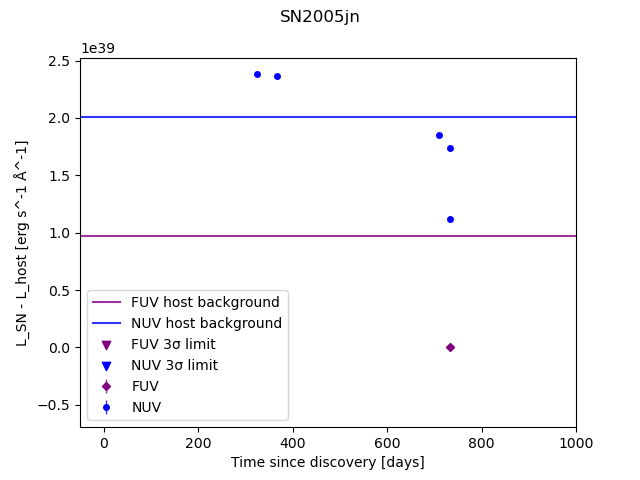 SN2005jn
1e39
2.5
2.0
1.5
1.0
0.5
0.0
−0.5
L_SN - L_host [erg s^-1 Å^-1]
FUV host background
NUV host background
FUV 3σ limit
NUV 3σ limit
FUV
NUV
0 200 400 600 800 1000
Time since discovery [days]